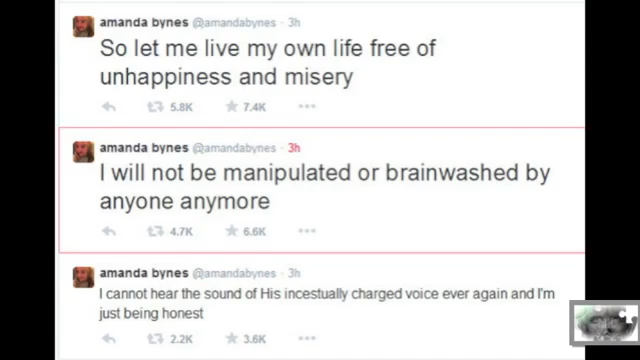 amanda bynes @amandabynes · 3h
So let me live my own life free of
unhappiness and misery
5.8K 7.4K
amanda bynes @amandabynes · 3h
I will not be manipulated or brainwashed by
anyone anymore
4.7K 6.6K
amanda bynes @amandabynes · 3h
I cannot hear the sound of His incestually charged voice ever again and I'm
just being honest
2.2K 3.6K